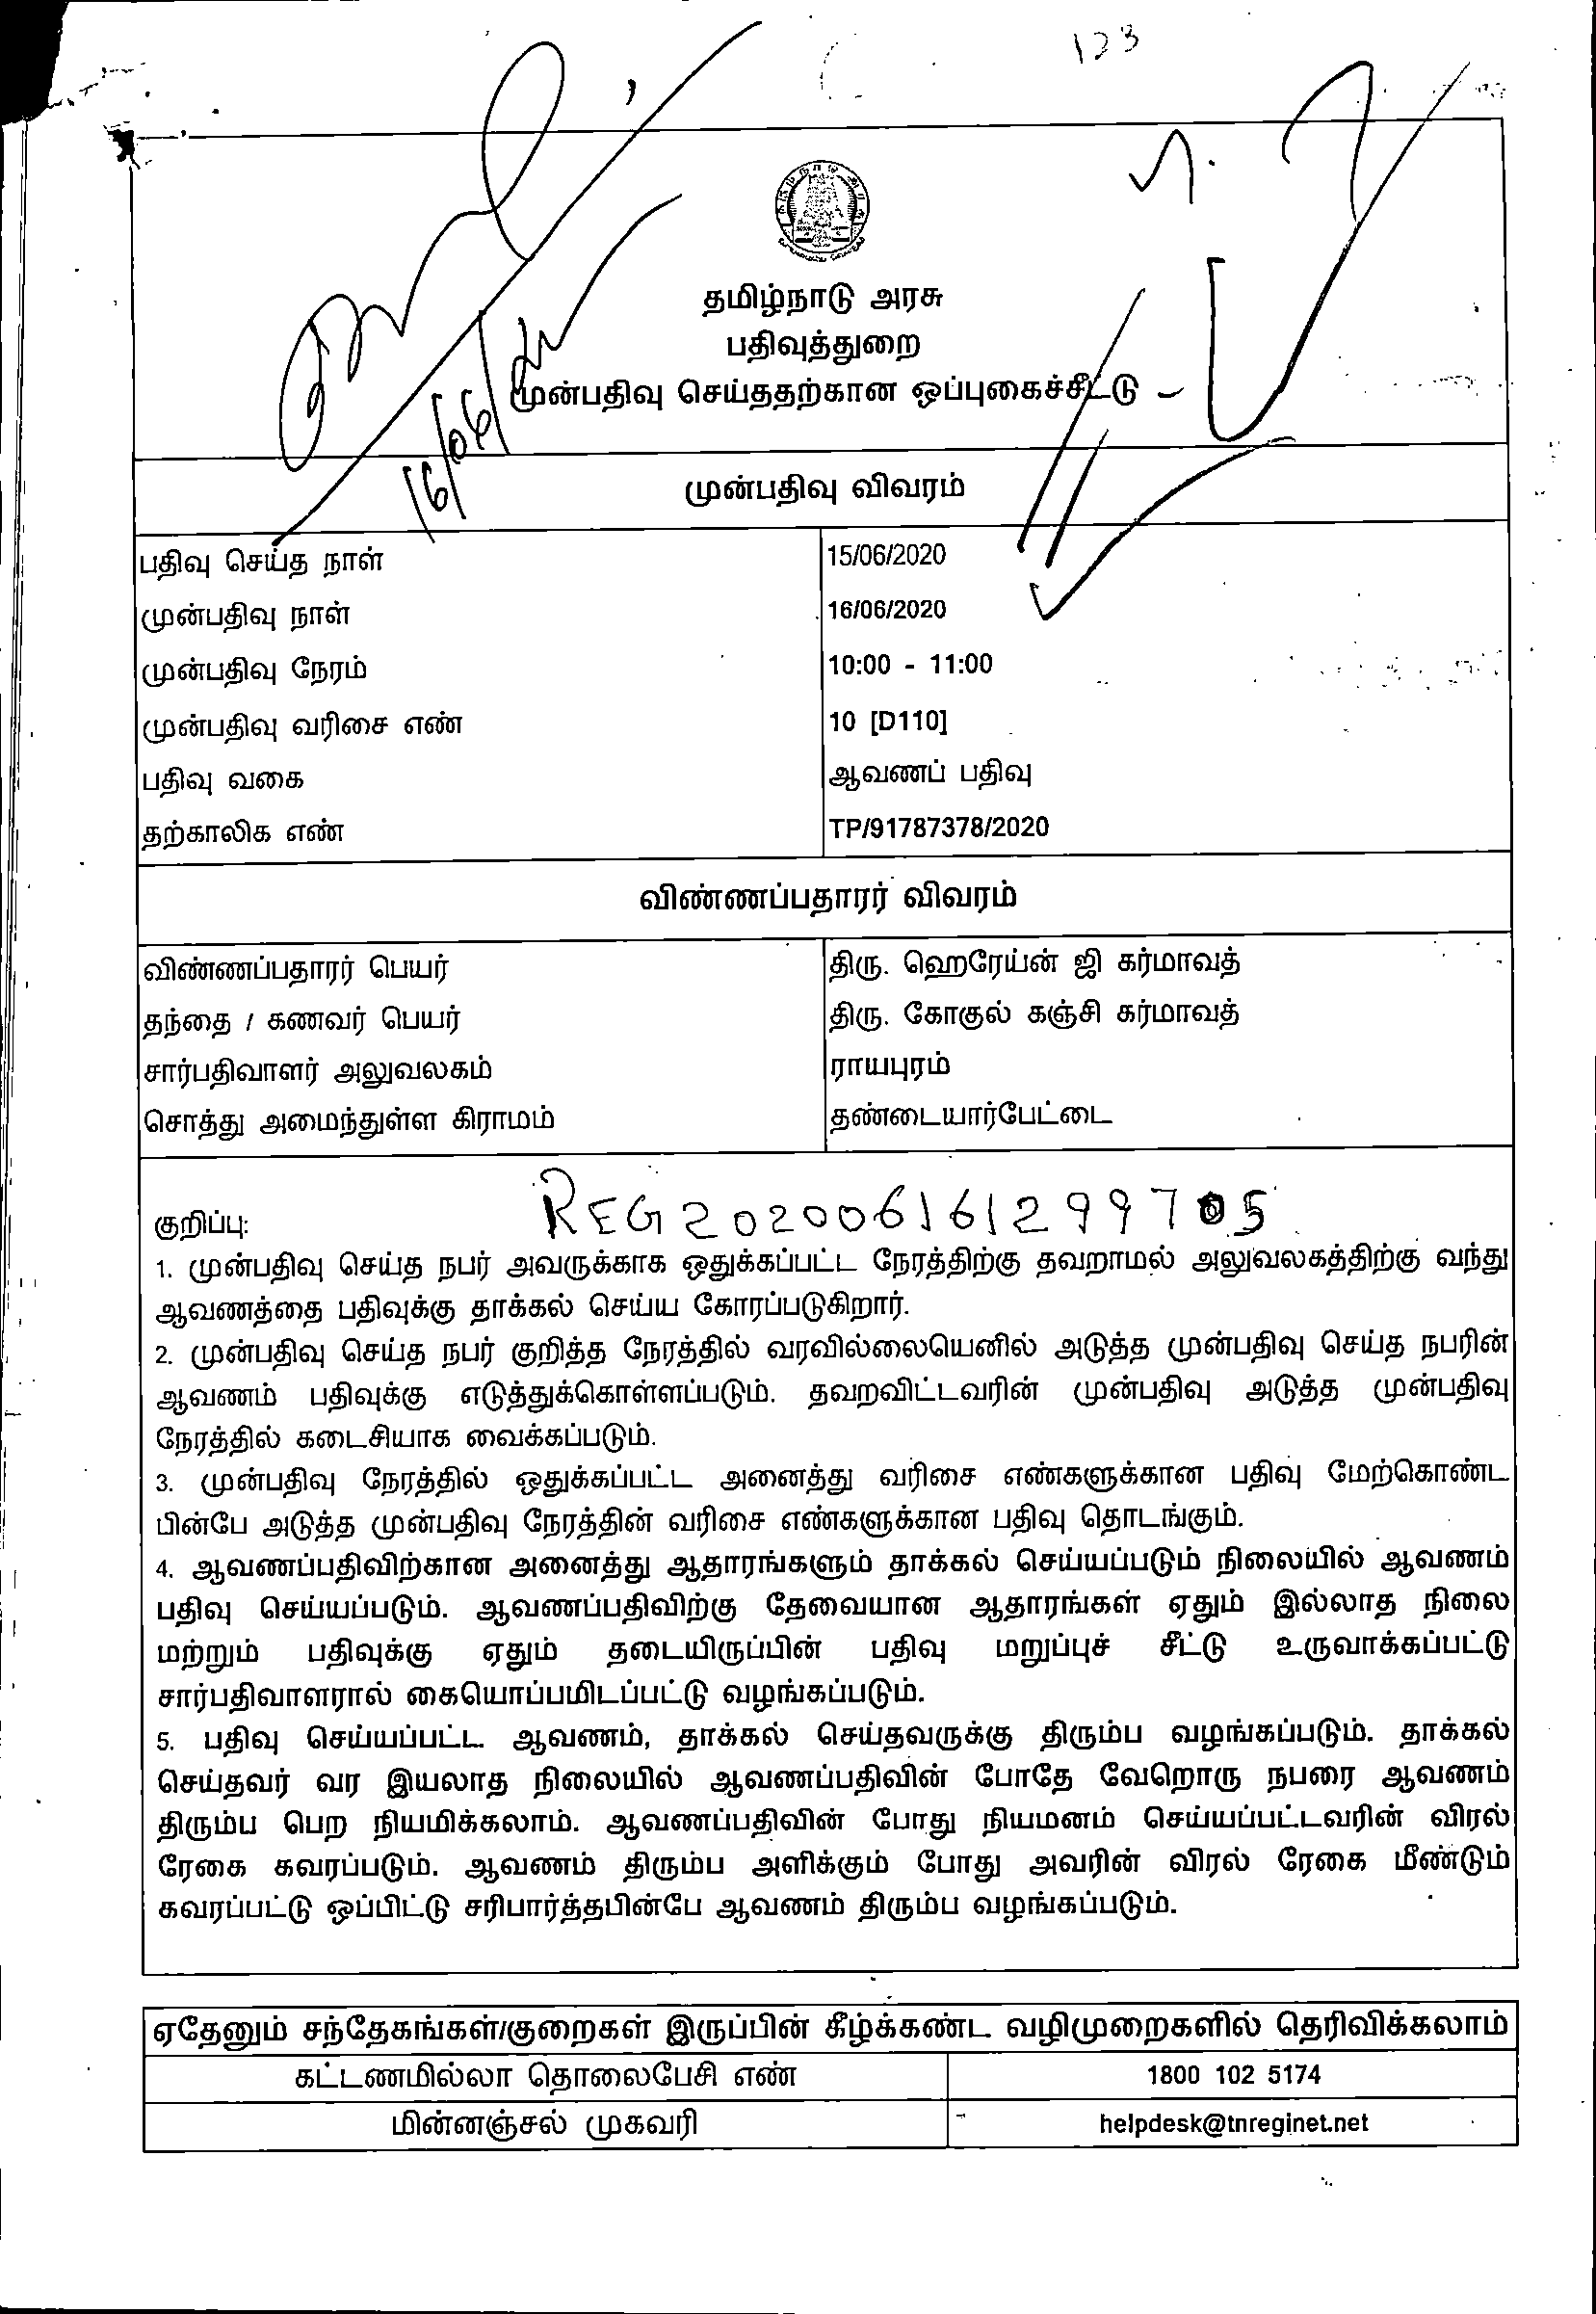 123
தமிழ்நாடு அரசு
பதிவுத்துறை
முன்பதிவு செய்ததற்கான ஒப்புகைச்சீட்டு
16/06/
முன்பதிவு விவரம்
பதிவு செய்த நாள் 15/06/2020
முன்பதிவு நாள் 16/06/2020
முன்பதிவு நேரம் 10:00 - 11:00
முன்பதிவு வரிசை எண் 10 [D110]
பதிவு வகை ஆவணப் பதிவு
தற்காலிக எண் TP/91787378/2020
விண்ணப்பதாரர் விவரம்
விண்ணப்பதாரர் பெயர் திரு. ஹெரேய்ன் ஜி கர்மாவத்
தந்தை / கணவர் பெயர் திரு. கோகுல் கஞ்சி கர்மாவத்
சார்பதிவாளர் அலுவலகம் ராயபுரம்
சொத்து அமைந்துள்ள கிராமம் தண்டையார்பேட்டை
REG2020061612997705
குறிப்பு:
1. முன்பதிவு செய்த நபர் அவருக்காக ஒதுக்கப்பட்ட நேரத்திற்கு தவறாமல் அலுவலகத்திற்கு வந்து
ஆவணத்தை பதிவுக்கு தாக்கல் செய்ய கோரப்படுகிறார்.
2. முன்பதிவு செய்த நபர் குறித்த நேரத்தில் வரவில்லையெனில் அடுத்த முன்பதிவு செய்த நபரின்
ஆவணம் பதிவுக்கு எடுத்துக்கொள்ளப்படும். தவறவிட்டவரின் முன்பதிவு அடுத்த முன்பதிவு
நேரத்தில் கடைசியாக வைக்கப்படும்.
3. முன்பதிவு நேரத்தில் ஒதுக்கப்பட்ட அனைத்து வரிசை எண்களுக்கான பதிவு மேற்கொண்ட
பின்பே அடுத்த முன்பதிவு நேரத்தின் வரிசை எண்களுக்கான பதிவு தொடங்கும்.
4. ஆவணப்பதிவிற்கான அனைத்து ஆதாரங்களும் தாக்கல் செய்யப்படும் நிலையில் ஆவணம்
பதிவு செய்யப்படும். ஆவணப்பதிவிற்கு தேவையான ஆதாரங்கள் ஏதும் இல்லாத நிலை
மற்றும் பதிவுக்கு ஏதும் தடையிருப்பின் பதிவு மறுப்புச் சீட்டு உருவாக்கப்பட்டு
சார்பதிவாளரால் கையொப்பமிடப்பட்டு வழங்கப்படும்.
5. பதிவு செய்யப்பட்ட ஆவணம், தாக்கல் செய்தவருக்கு திரும்ப வழங்கப்படும். தாக்கல்
செய்தவர் வர இயலாத நிலையில் ஆவணப்பதிவின் போதே வேறொரு நபரை ஆவணம்
திரும்ப பெற நியமிக்கலாம். ஆவணப்பதிவின் போது நியமனம் செய்யப்பட்டவரின் விரல்
ரேகை கவரப்படும். ஆவணம் திரும்ப அளிக்கும் போது அவரின் விரல் ரேகை மீண்டும்
கவரப்பட்டு ஒப்பிட்டு சரிபார்த்தபின்பே ஆவணம் திரும்ப வழங்கப்படும்.
ஏதேனும் சந்தேகங்கள்/குறைகள் இருப்பின் கீழ்க்கண்ட வழிமுறைகளில் தெரிவிக்கலாம்
கட்டணமில்லா தொலைபேசி எண் 1800 102 5174
மின்னஞ்சல் முகவரி helpdesk@tnreginet.net